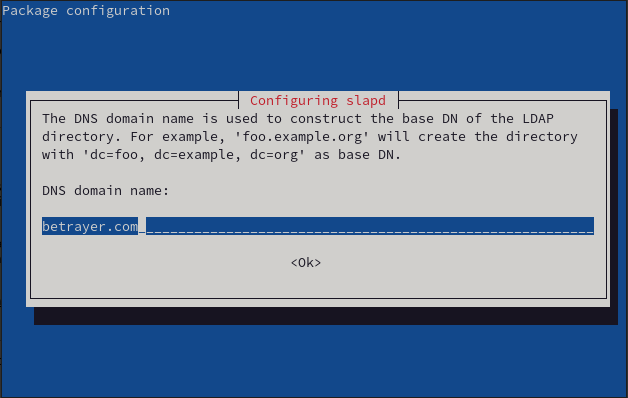 Package configuration
Configuring slapd
The DNS domain name is used to construct the base DN of the LDAP
directory. For example, 'foo.example.org' will create the directory
with 'dc=foo, dc=example, dc=org' as base DN.
DNS domain name:
betrayer.com
<Ok>